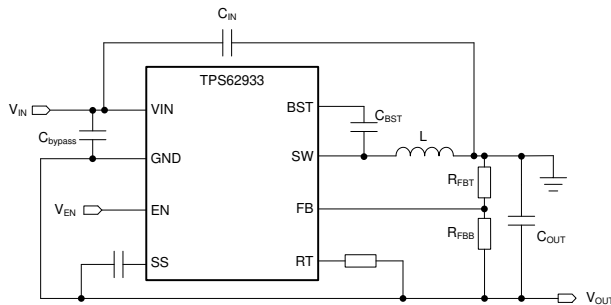 C_IN
TPS62933
V_IN
VIN
BST
C_BST
C_bypass
GND
SW
L
R_FBT
V_EN
EN
FB
R_FBB
C_OUT
SS
RT
V_OUT